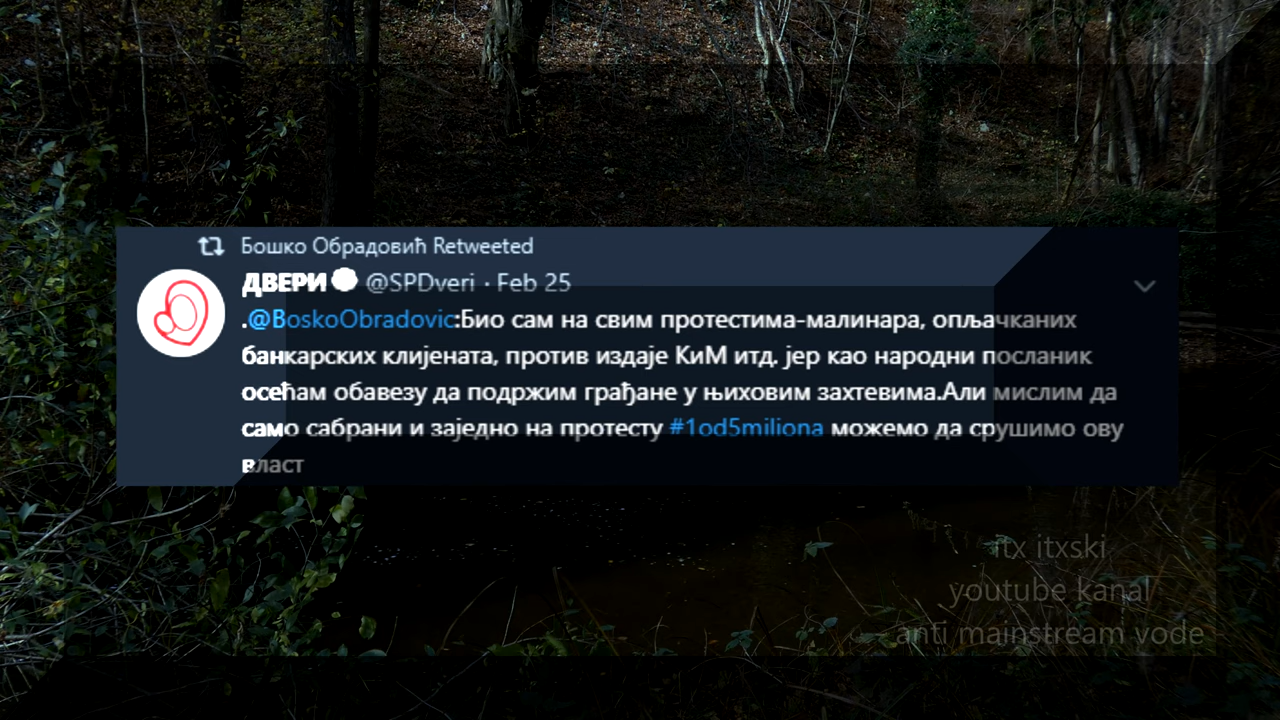 Бошко Обрадовић Retweeted
ДВЕРИ @SPDveri · Feb 25
.@BoskoObradovic:Био сам на свим протестима-малинара, опљачканих
банкарских клијената, против издаје КиМ итд. јер као народни посланик
осећам обавезу да подржим грађане у њиховим захтевима.Али мислим да
само сабрани и заједно на протесту #1od5miliona можемо да срушимо ову
власт
itx itxski
youtube kanal
anti mainstream vode